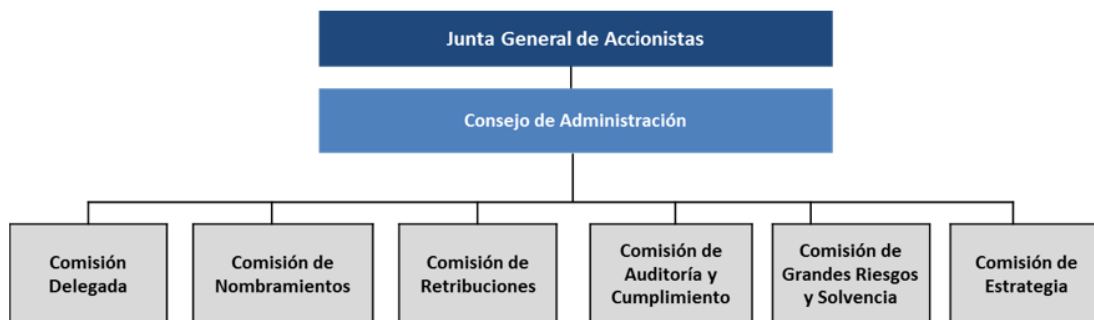 Junta General de Accionistas
Consejo de Administración
Comisión
Delegada
Comisión de
Nombramientos
Comisión de
Retribuciones
Comisión de
Auditoría y
Cumplimiento
Comisión de
Grandes Riesgos
y Solvencia
Comisión de
Estrategia